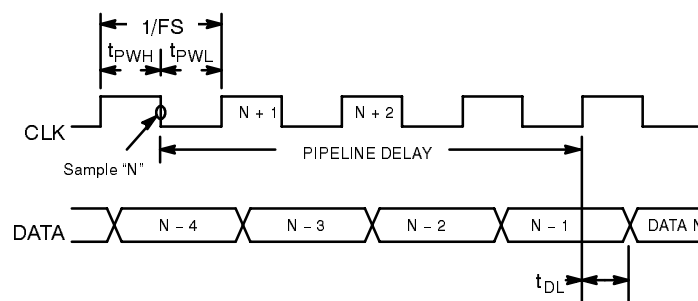 1/FS
tPWH tPWL
CLK N + 1 N + 2
Sample “N” PIPELINE DELAY
DATA N – 4 N – 3 N – 2 N – 1 DATA N
tDL